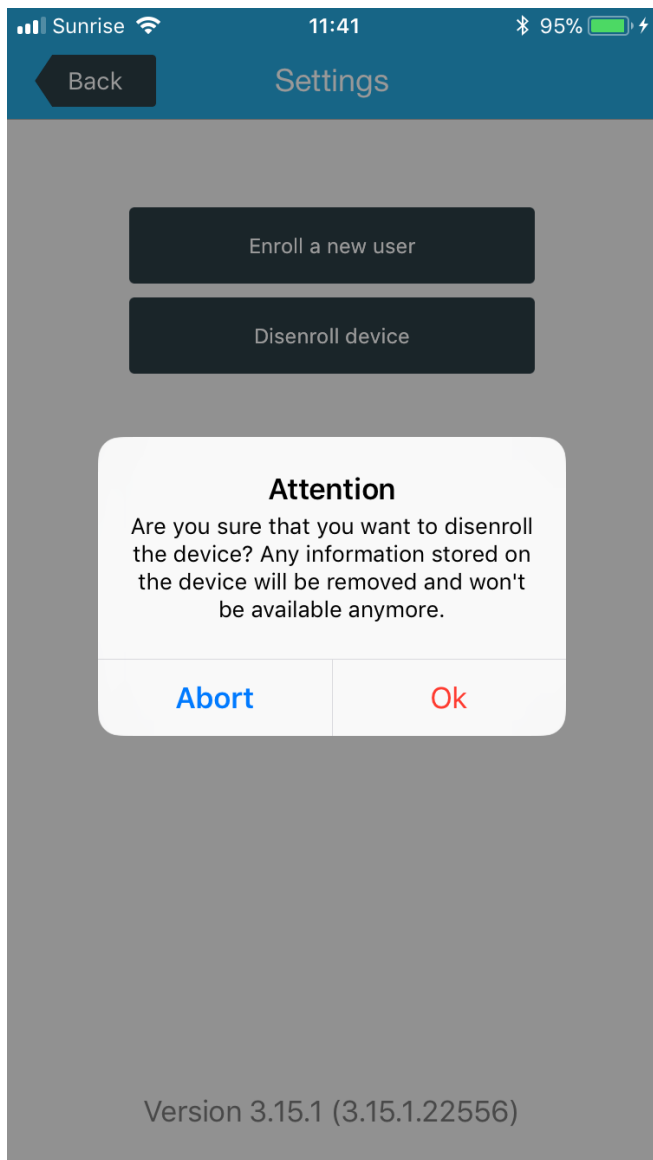 Sunrise 11:41 95%
Back Settings
Enroll a new user
Disenroll device
Attention
Are you sure that you want to disenroll
the device? Any information stored on
the device will be removed and won't
be available anymore.
Abort Ok
Version 3.15.1 (3.15.1.22556)